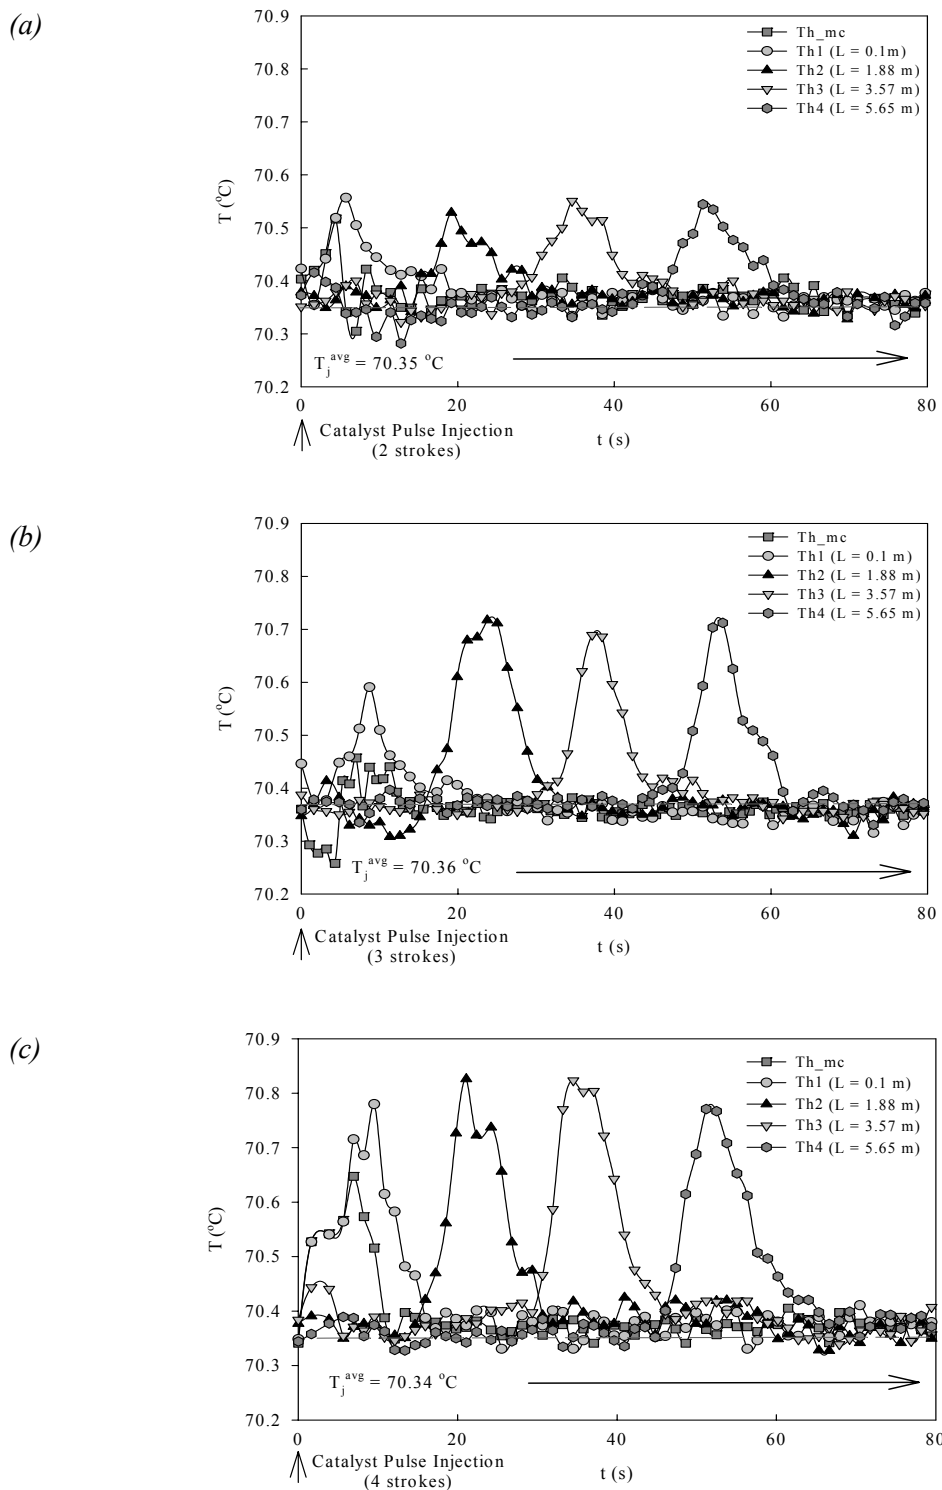 (a)
70.9
70.8
70.7
70.6
70.5
70.4
70.3
70.2
T (°C)
Th_mc
Th1 (L = 0.1m)
Th2 (L = 1.88 m)
Th3 (L = 3.57 m)
Th4 (L = 5.65 m)
T_j^avg = 70.35 °C
0 20 40 60 80
Catalyst Pulse Injection
(2 strokes)
t (s)
(b)
70.9
70.8
70.7
70.6
70.5
70.4
70.3
70.2
T (°C)
Th_mc
Th1 (L = 0.1 m)
Th2 (L = 1.88 m)
Th3 (L = 3.57 m)
Th4 (L = 5.65 m)
T_j^avg = 70.36 °C
0 20 40 60 80
Catalyst Pulse Injection
(3 strokes)
t (s)
(c)
70.9
70.8
70.7
70.6
70.5
70.4
70.3
70.2
T (°C)
Th_mc
Th1 (L = 0.1 m)
Th2 (L = 1.88 m)
Th3 (L = 3.57 m)
Th4 (L = 5.65 m)
T_j^avg = 70.34 °C
0 20 40 60 80
Catalyst Pulse Injection
(4 strokes)
t (s)